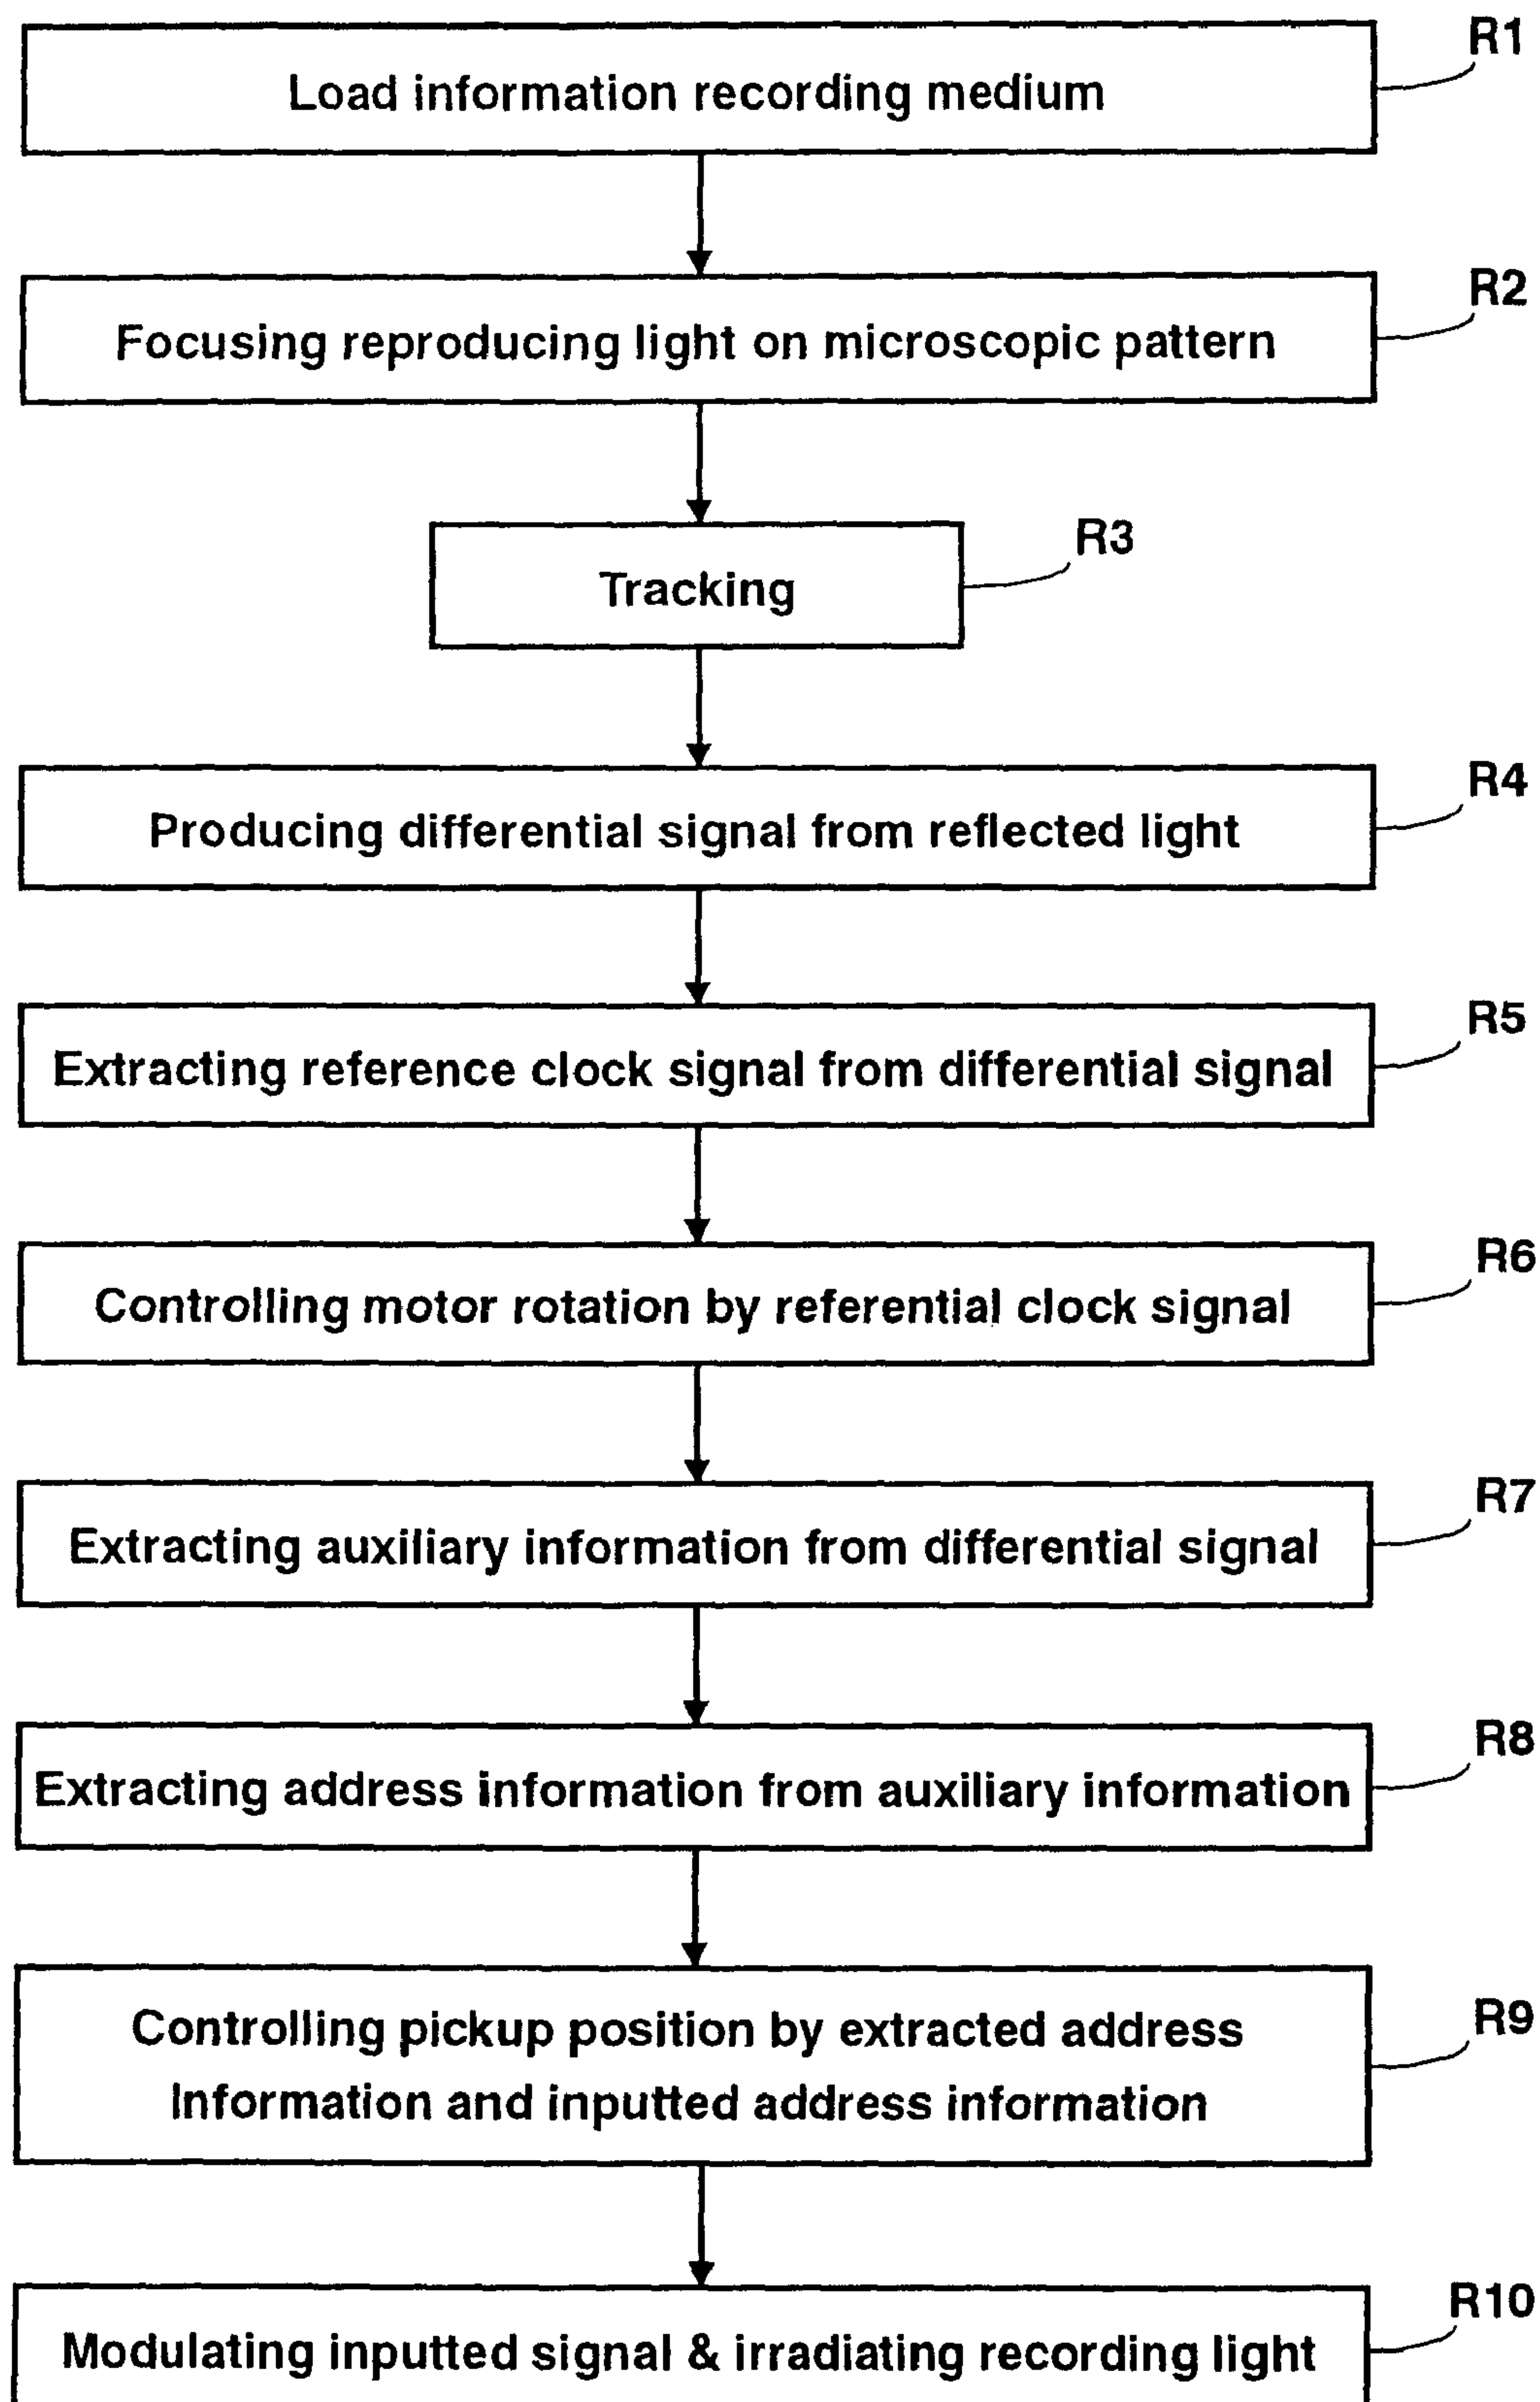 R1
Load information recording medium
R2
Focusing reproducing light on microscopic pattern
R3
Tracking
R4
Producing differential signal from reflected light
R5
Extracting reference clock signal from differential signal
R6
Controlling motor rotation by referential clock signal
R7
Extracting auxiliary information from differential signal
R8
Extracting address information from auxiliary information
R9
Controlling pickup position by extracted address
Information and inputted address information
R10
Modulating inputted signal & irradiating recording light